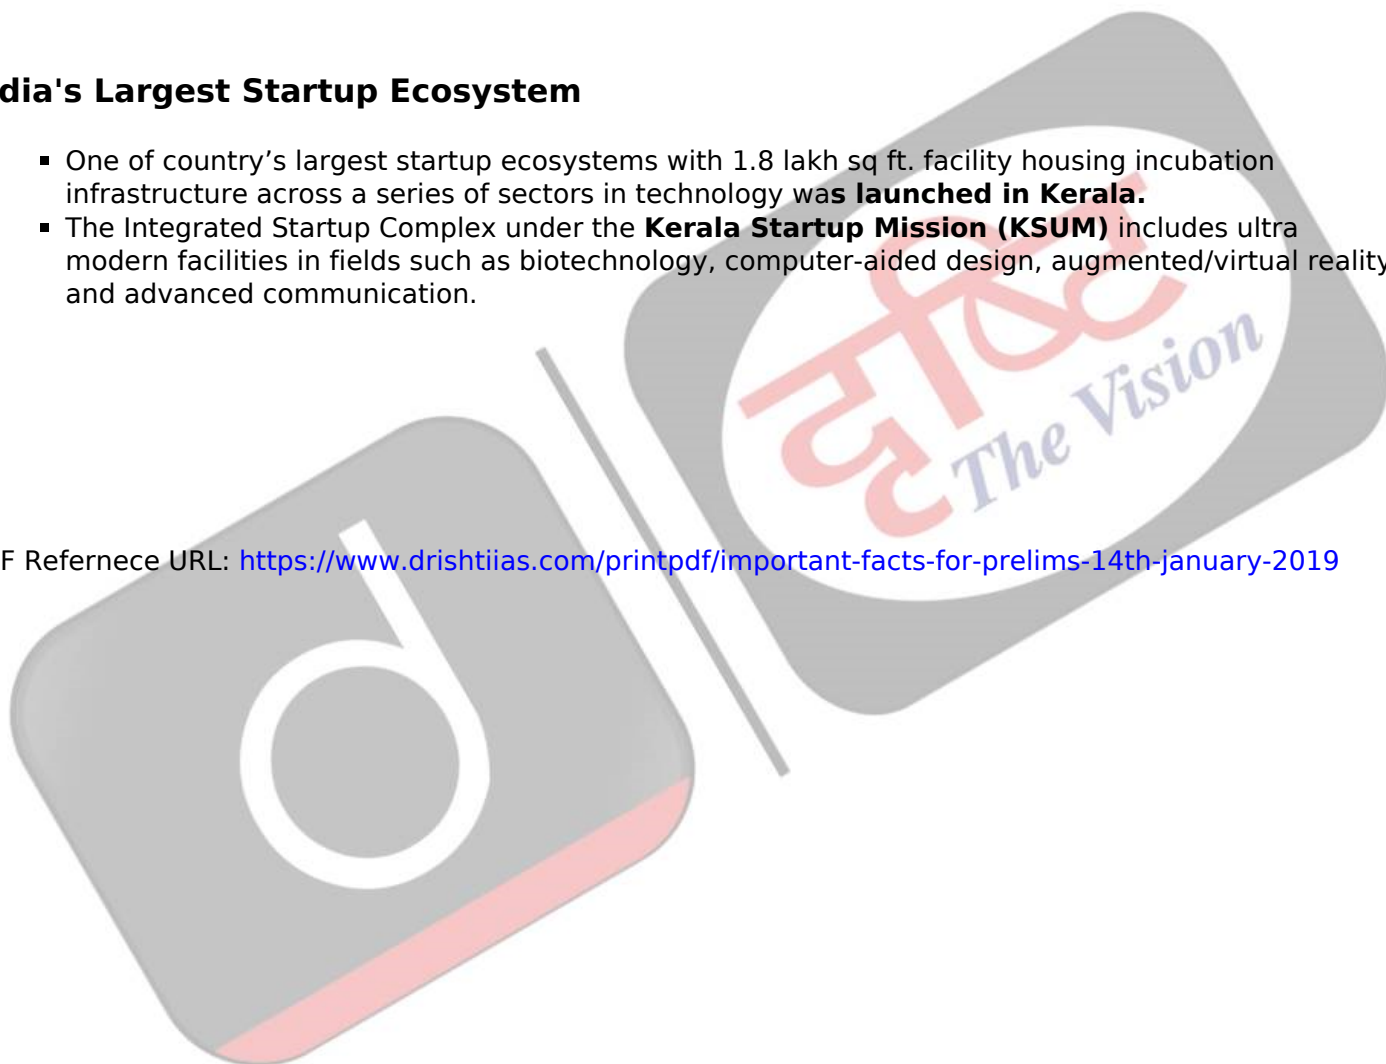 dia's Largest Startup Ecosystem
▪ One of country’s largest startup ecosystems with 1.8 lakh sq ft. facility housing incubation
infrastructure across a series of sectors in technology was launched in Kerala.
▪ The Integrated Startup Complex under the Kerala Startup Mission (KSUM) includes ultra
modern facilities in fields such as biotechnology, computer-aided design, augmented/virtual reality
and advanced communication.
दृष्टि
The Vision
F Refernece URL: https://www.drishtiias.com/printpdf/important-facts-for-prelims-14th-january-2019
d